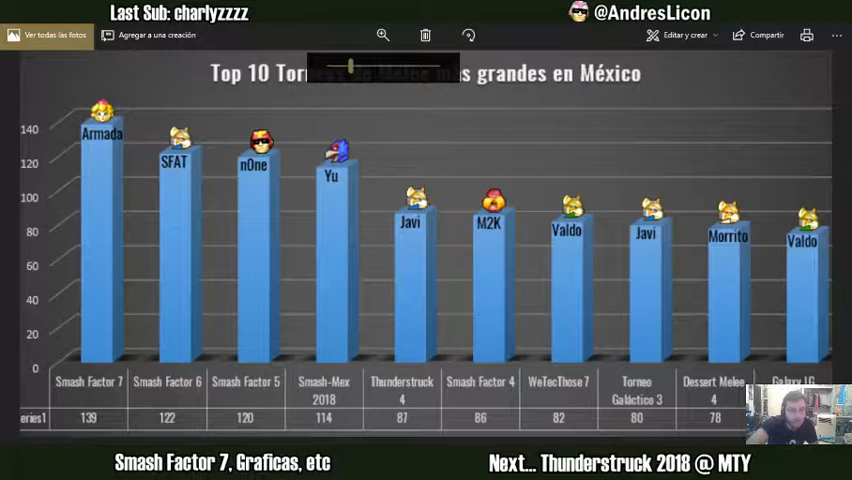 Last Sub: charlyzzzz
@AndresLicon
Ver todas las fotos
Agregar a una creación
Editar y crear
Compartir
Top 10 más grandes en México
140
120
100
80
60
40
20
0
Armada
SFAT
n0ne
Yu
Javi
M2K
Valdo
Javi
Morrito
Valdo
Smash Factor 7
Smash Factor 6
Smash Factor 5
Smash-Mex 2018
Thunderstruck 4
Smash Factor 4
WeTecThose 7
Torneo Galáctico 3
Dessert Melee 4
139
122
120
114
87
86
82
80
78
Smash Factor 7, Graficas, etc
Next... Thunderstruck 2018 @ MTY